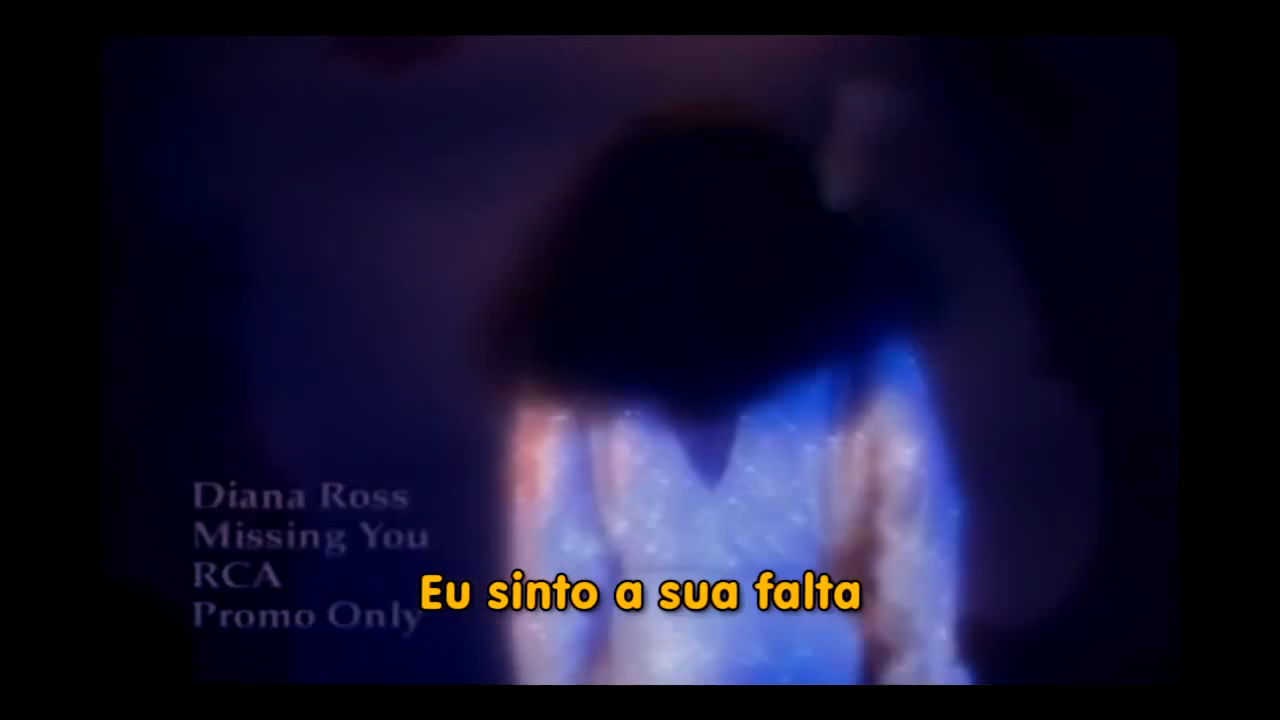 Diana Ross
Missing You
RCA
Promo Only
Eu sinto a sua falta